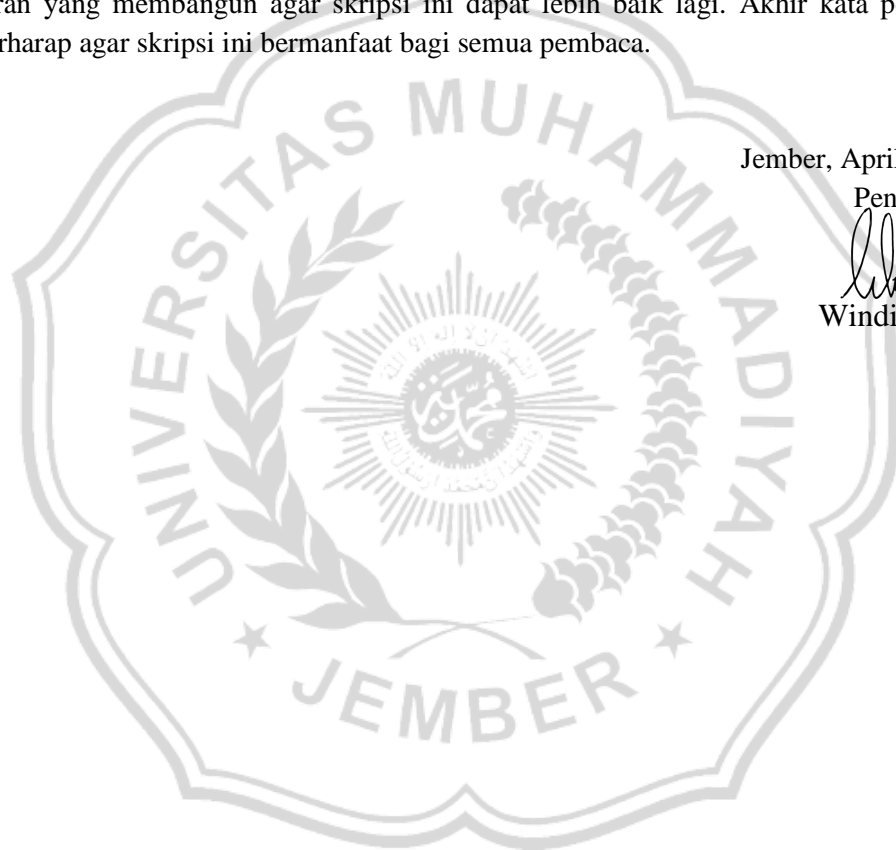 ran yang membangun agar skripsi ini dapat lebih baik lagi. Akhir kata p
rharap agar skripsi ini bermanfaat bagi semua pembaca.
Jember, April
Pen
Windi
UNIVERSITAS MUHAMMADIYAH
JEMBER